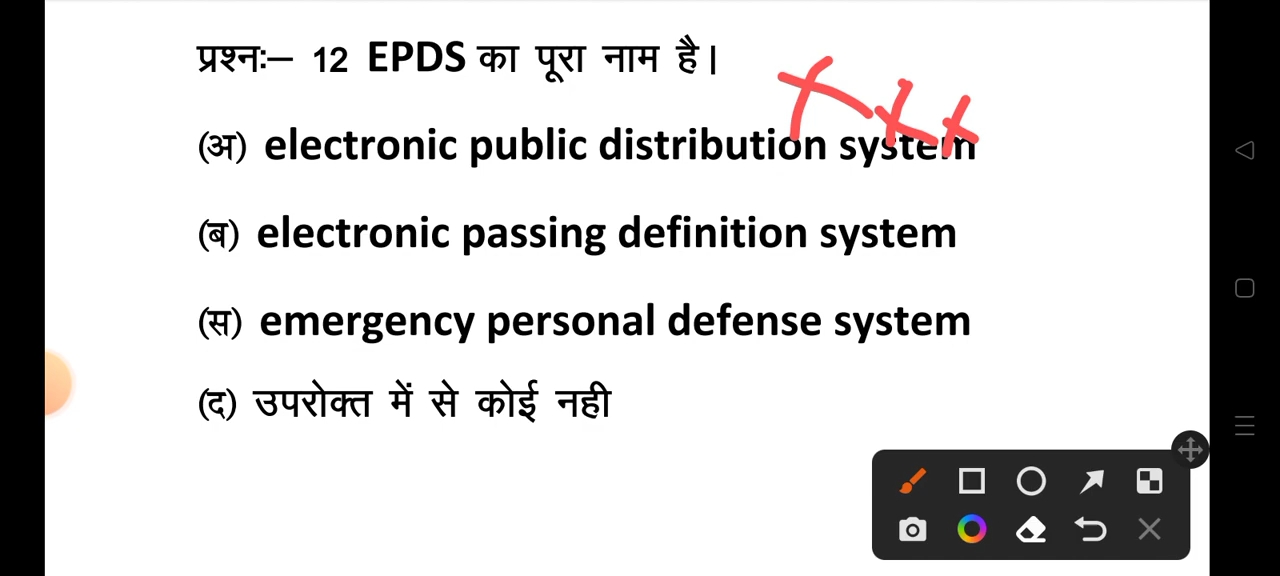 प्रश्नः– 12 EPDS का पूरा नाम है।
(अ) electronic public distribution system
(ब) electronic passing definition system
(स) emergency personal defense system
(द) उपरोक्त में से कोई नही